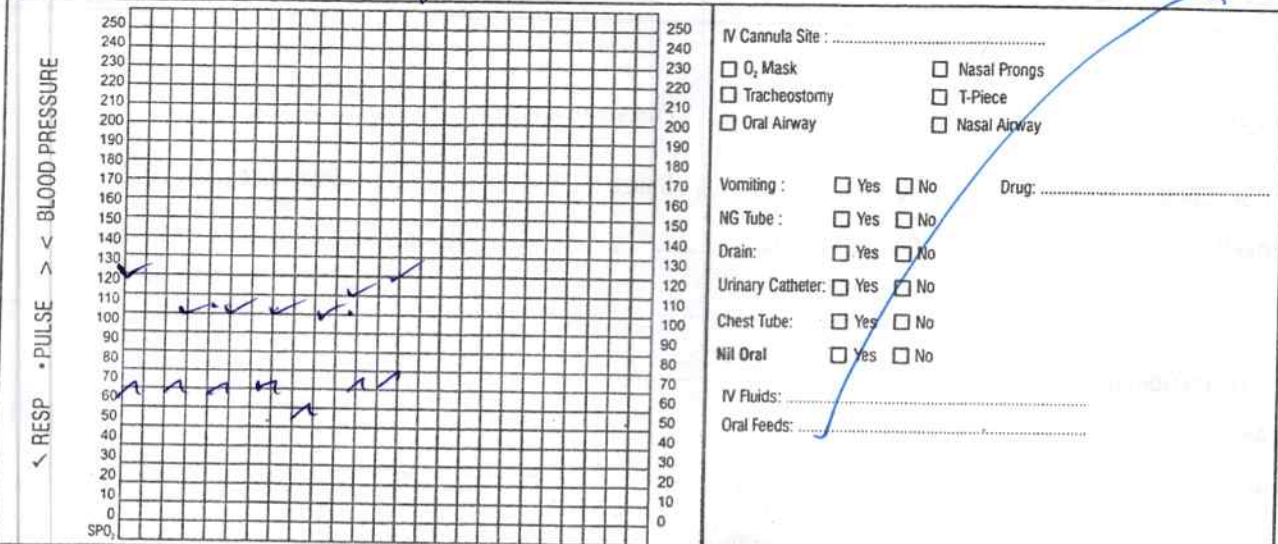 < RESP • PULSE > < BLOOD PRESSURE
250 250
240 240
230 230
220 220
210 210
200 200
190 190
180 180
170 170
160 160
150 150
140 140
130 130
120 120
110 110
100 100
90 90
80 80
70 70
60 60
50 50
40 40
30 30
20 20
10 10
0 0
SPO₂
IV Cannula Site : ................................................
☐ O₂ Mask ☐ Nasal Prongs
☐ Tracheostomy ☐ T-Piece
☐ Oral Airway ☐ Nasal Airway
Vomiting : ☐ Yes ☐ No Drug: ................................................
NG Tube : ☐ Yes ☐ No
Drain: ☐ Yes ☐ No
Urinary Catheter: ☐ Yes ☐ No
Chest Tube: ☐ Yes ☐ No
Nil Oral ☐ Yes ☐ No
IV Fluids: ................................................
Oral Feeds: ................................................